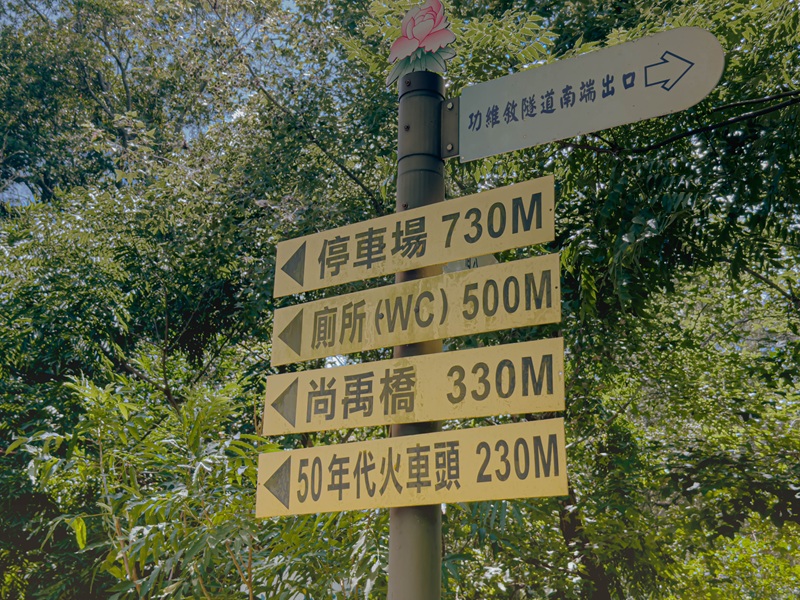 功維敘隧道南端出口
停車場 730M
廁所(WC) 500M
尚禹橋 330M
50年代火車頭 230M